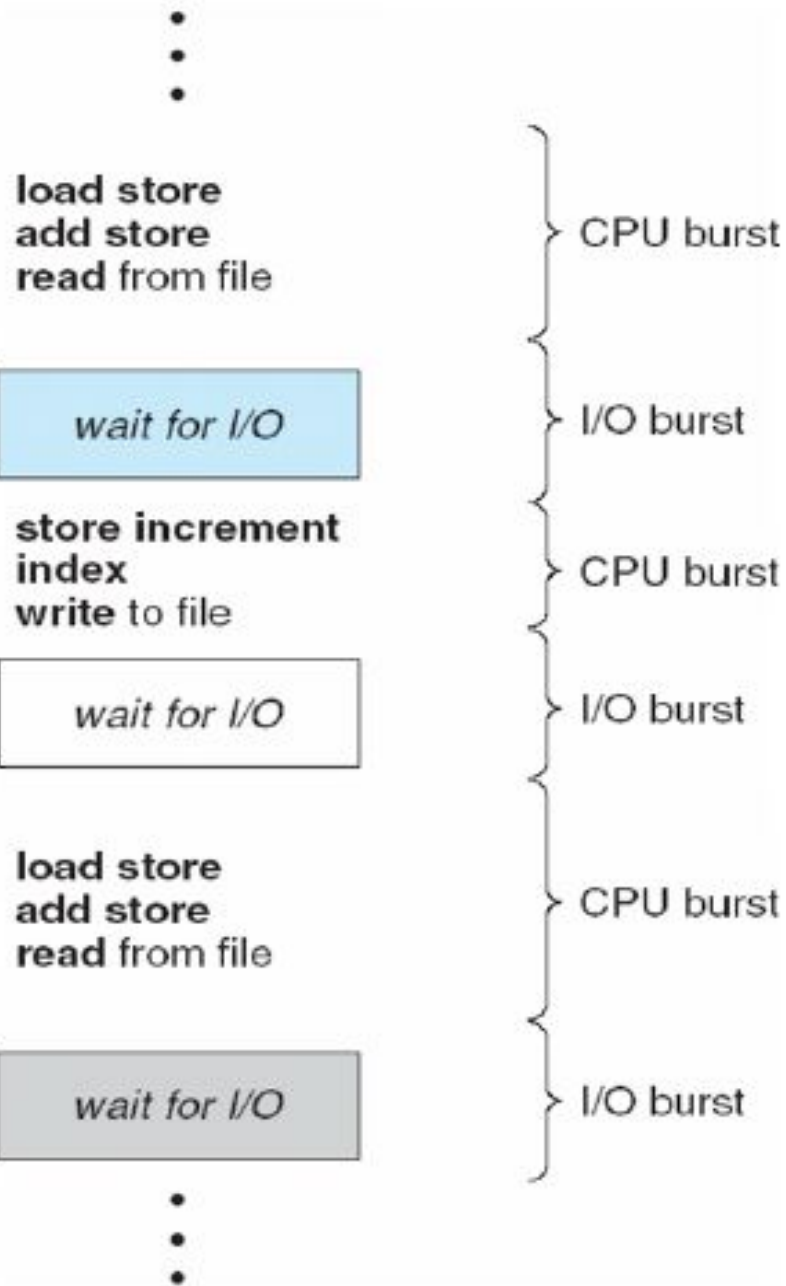 load store
add store
read from file
CPU burst
wait for I/O
I/O burst
store increment
index
write to file
CPU burst
wait for I/O
I/O burst
load store
add store
read from file
CPU burst
wait for I/O
I/O burst